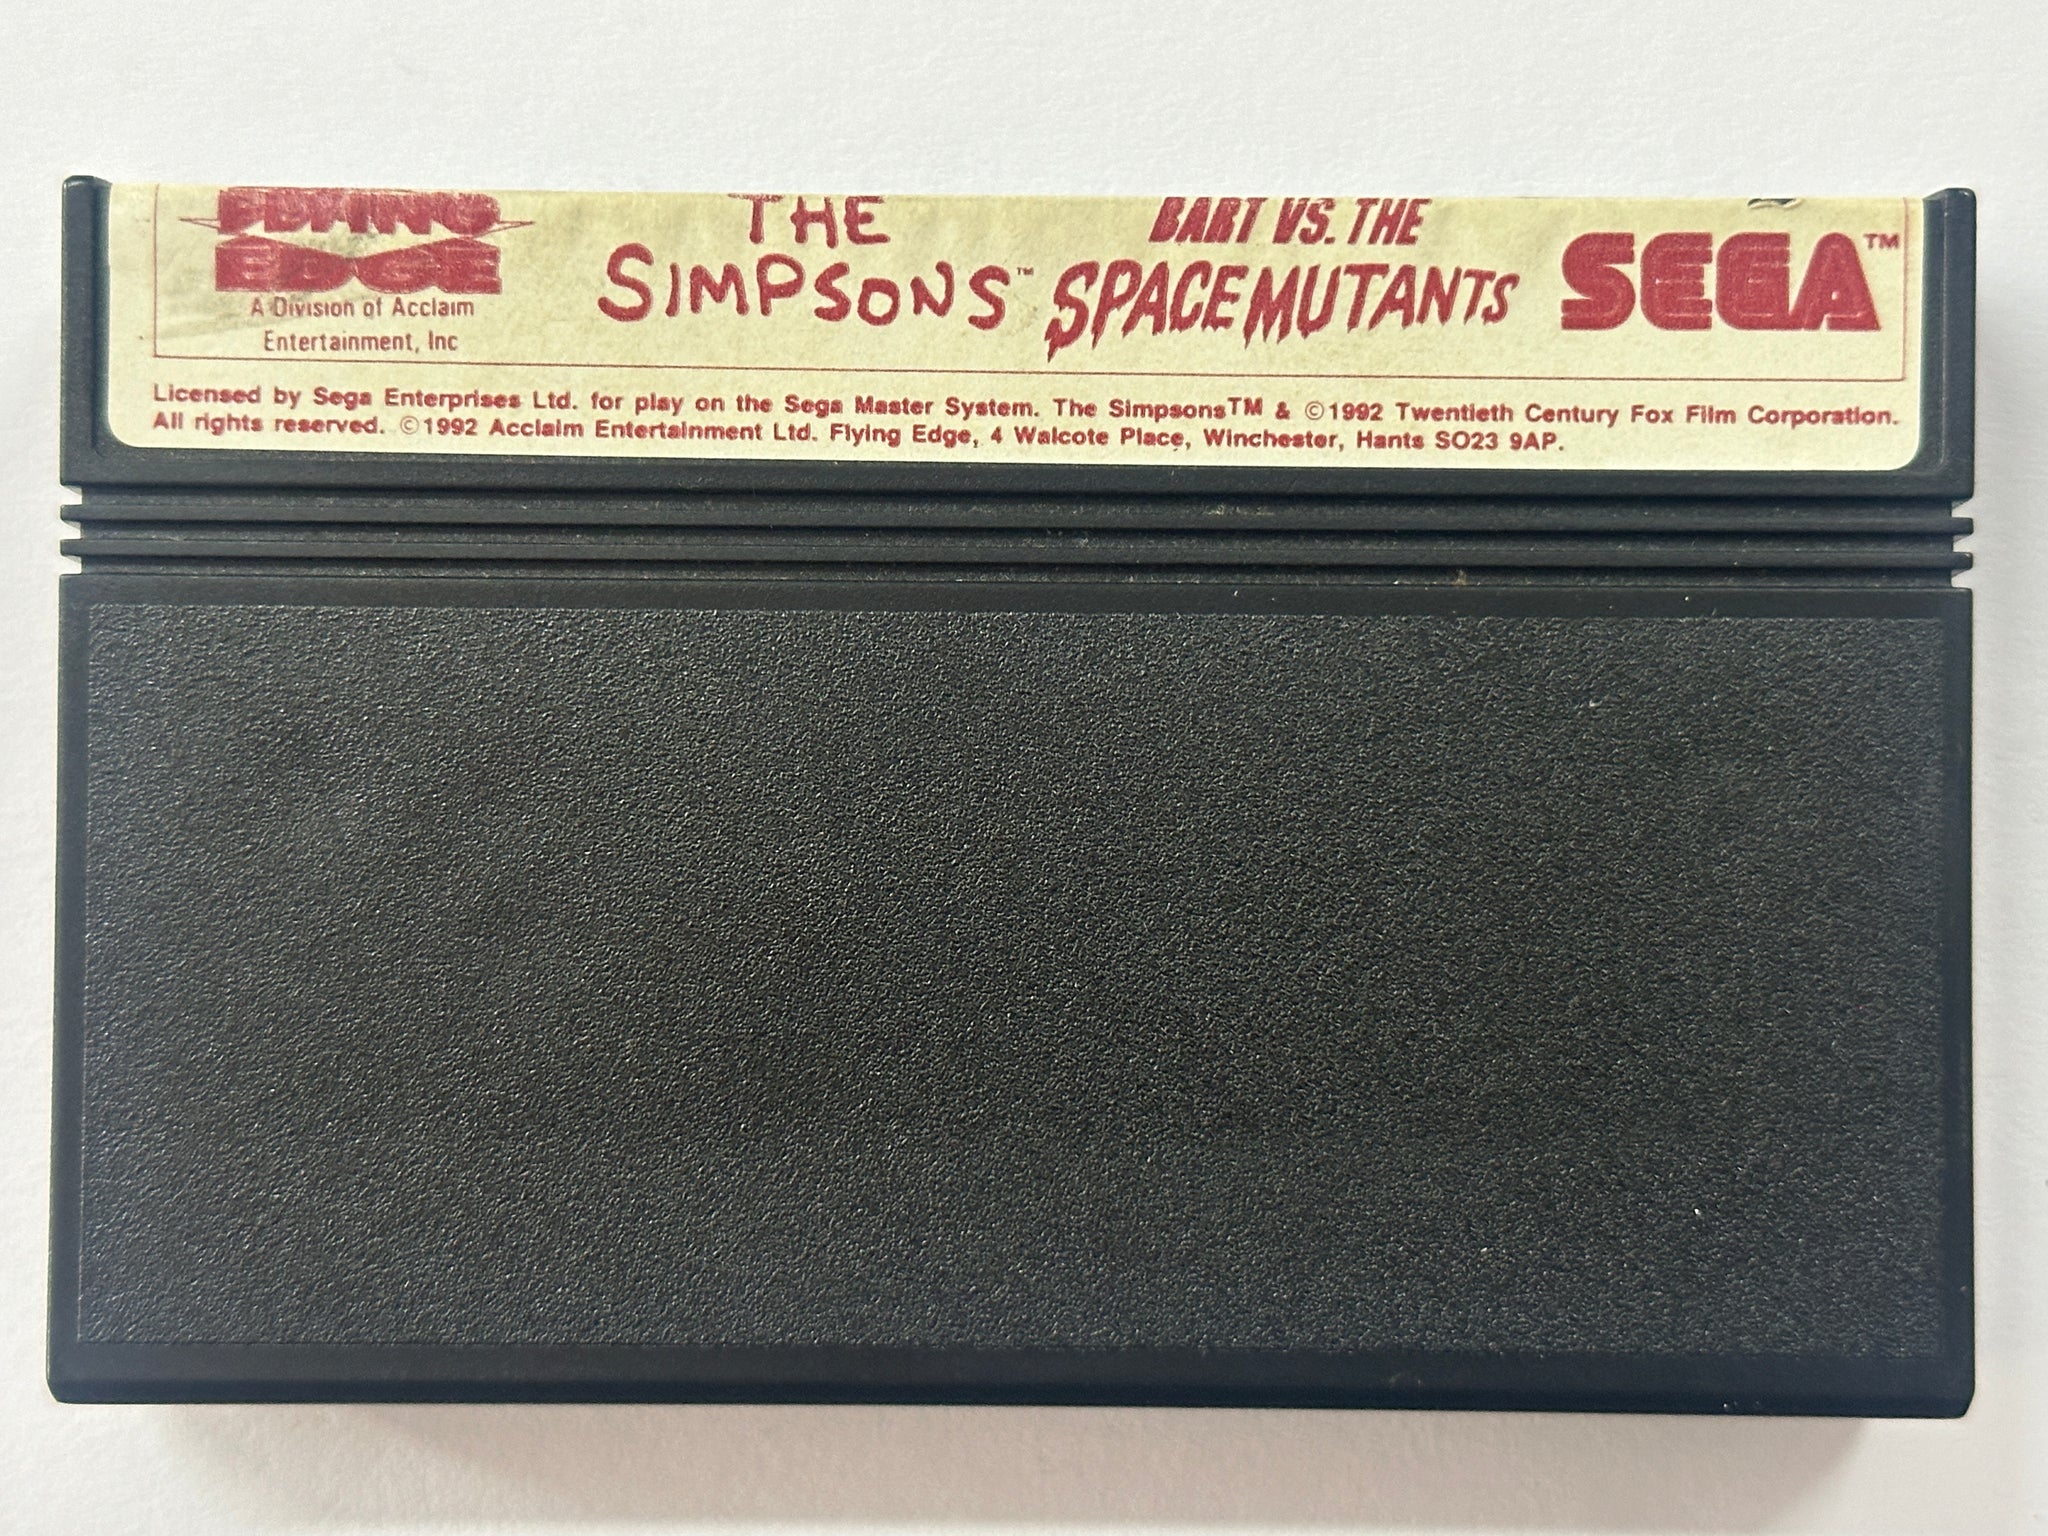 FLYING
EDGE
A Division of Acclaim
Entertainment, Inc
THE
SIMPSONS™
BART VS. THE
SPACE MUTANTS
SEGA™
Licensed by Sega Enterprises Ltd. for play on the Sega Master System. The Simpsons™ & ©1992 Twentieth Century Fox Film Corporation.
All rights reserved. ©1992 Acclaim Entertainment Ltd. Flying Edge, 4 Walcote Place, Winchester, Hants SO23 9AP.